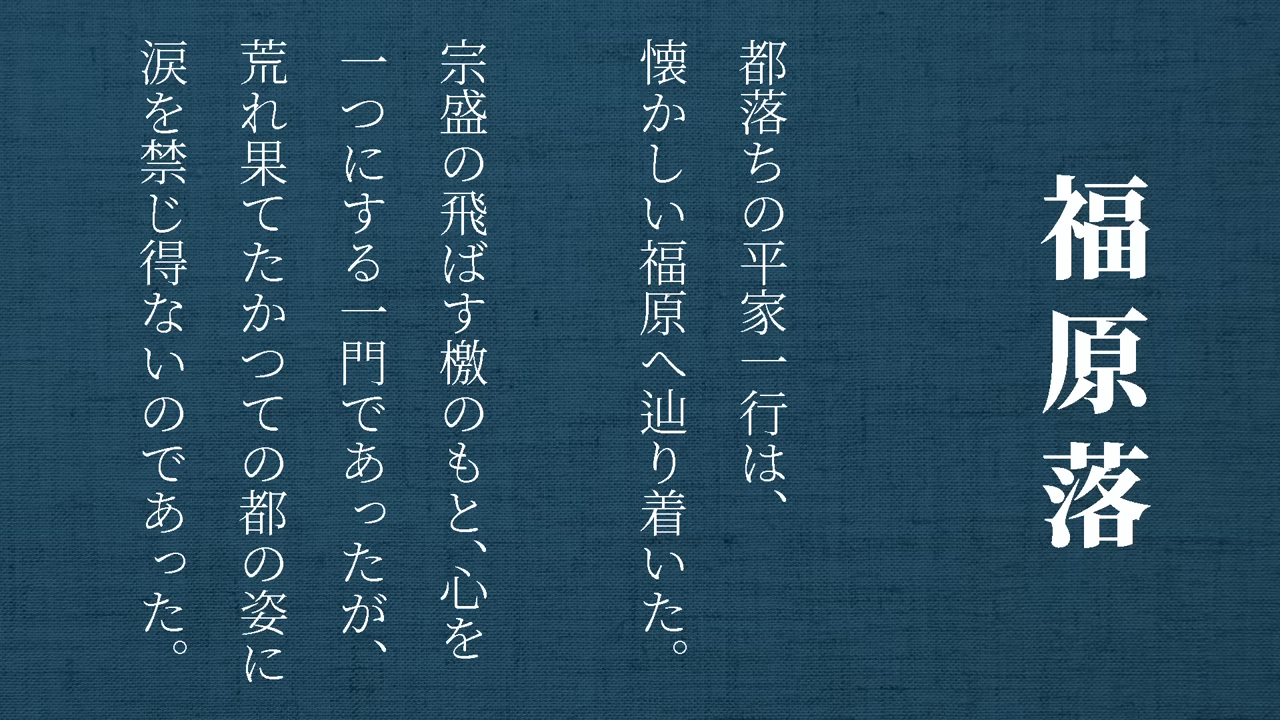 福原落
都落ちの平家一行は、
懐かしい福原へ辿り着いた。
宗盛の飛ばす檄のもと、心を
一つにする一門であったが、
荒れ果てたかつての都の姿に
涙を禁じ得ないのであった。